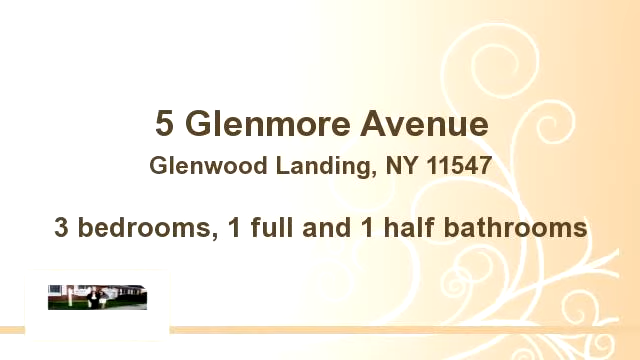 5 Glenmore Avenue
Glenwood Landing, NY 11547
3 bedrooms, 1 full and 1 half bathrooms